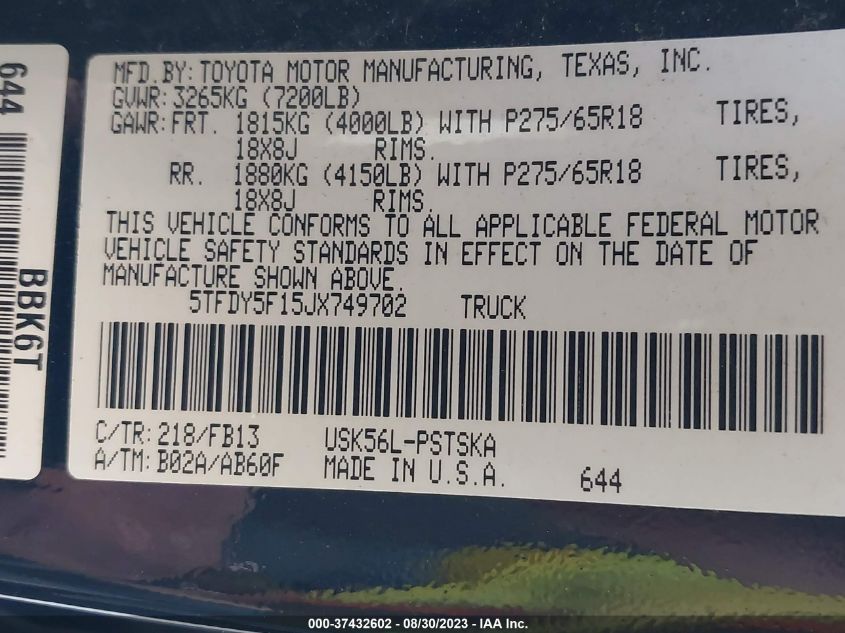 MFD.BY:TOYOTA MOTOR MANUFACTURING, TEXAS, INC.
GVWR:3265KG (7200LB)
GAWR:FRT. 1815KG (4000LB) WITH P275/65R18 TIRES,
18X8J RIMS.
RR. 1880KG (4150LB) WITH P275/65R18 TIRES,
18X8J RIMS.
THIS VEHICLE CONFORMS TO ALL APPLICABLE FEDERAL MOTOR
VEHICLE SAFETY STANDARDS IN EFFECT ON THE DATE OF
MANUFACTURE SHOWN ABOVE.
5TFDY5F15JX749702 TRUCK
C/TR:218/FB13 USK56L-PSTSKA
A/TM:B02A/AB60F MADE IN U.S.A. 644
644
BBK6T
000-37432602 - 08/30/2023 - IAA Inc.